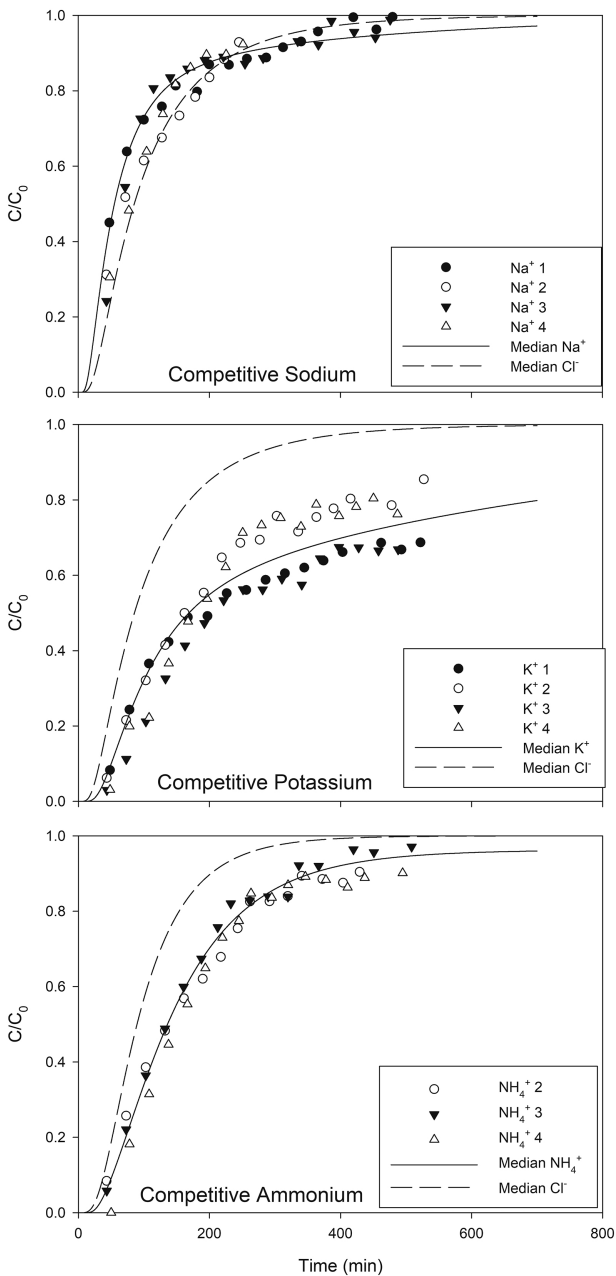 1.0
0.8
0.6
0.4
0.2
0.0
C/C₀
Na⁺ 1
Na⁺ 2
Na⁺ 3
Na⁺ 4
Median Na⁺
Median Cl⁻
Competitive Sodium
1.0
0.8
0.6
0.4
0.2
0.0
C/C₀
K⁺ 1
K⁺ 2
K⁺ 3
K⁺ 4
Median K⁺
Median Cl⁻
Competitive Potassium
1.0
0.8
0.6
0.4
0.2
0.0
C/C₀
NH₄⁺ 2
NH₄⁺ 3
NH₄⁺ 4
Median NH₄⁺
Median Cl⁻
Competitive Ammonium
0 200 400 600 800
Time (min)